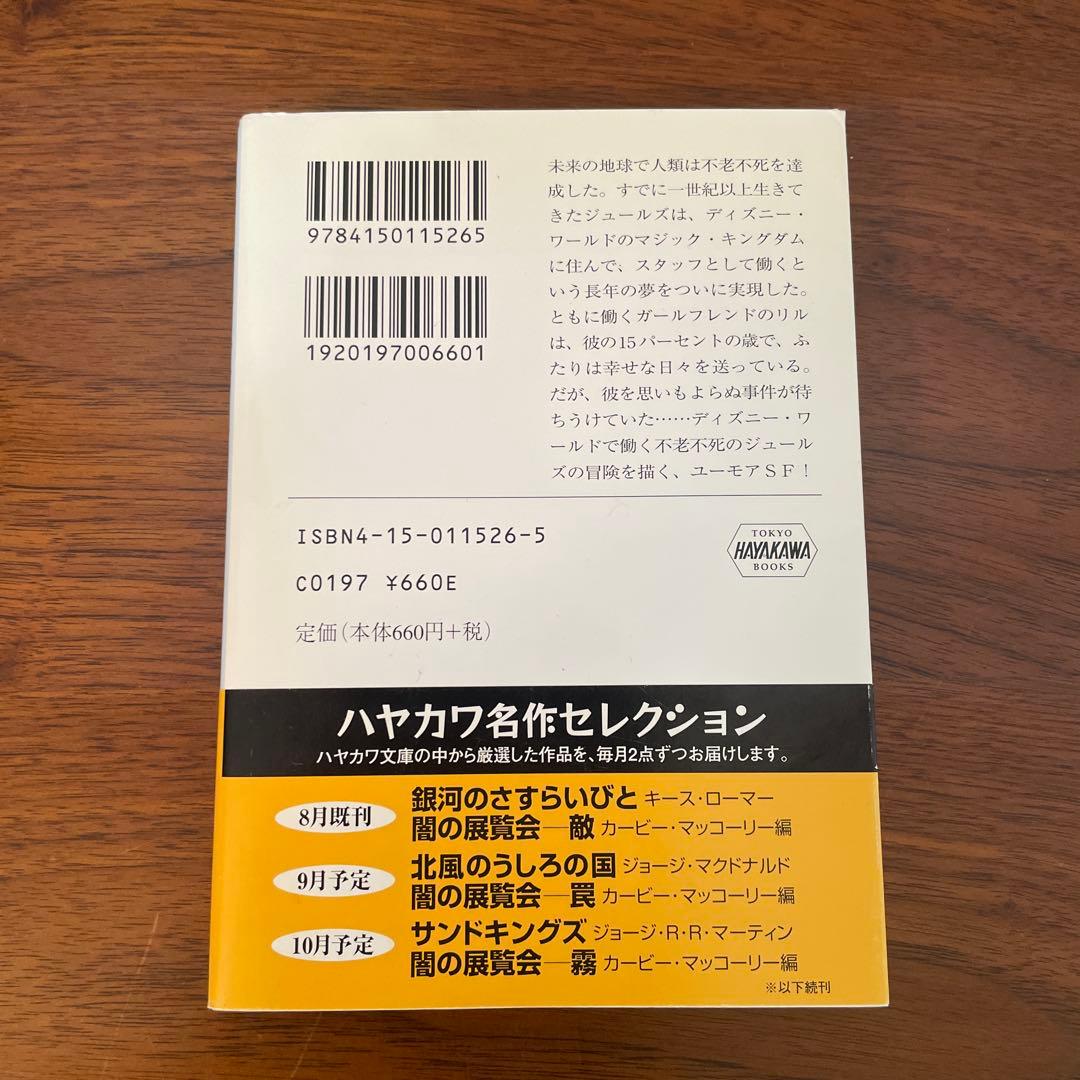 9784150115265
1920197006601
未来の地球で人類は不老不死を達
成した。すでに一世紀以上生きて
きたジュールズは、ディズニー・
ワールドのマジック・キングダム
に住んで、スタッフとして働くと
いう長年の夢をついに実現した。
ともに働くガールフレンドのリル
は、彼の15パーセントの歳で、ふ
たりは幸せな日々を送っている。
だが、彼を思いもよらぬ事件が待
ちうけていた……ディズニー・ワ
ールドで働く不老不死のジュール
ズの冒険を描く、ユーモアＳＦ！
ISBN4-15-011526-5
C0197 ¥660E
定価（本体660円＋税）
TOKYO
HAYAKAWA
BOOKS
ハヤカワ名作セレクション
ハヤカワ文庫の中から厳選した作品を、毎月2点ずつお届けします。
8月既刊
銀河のさすらいびと キース・ローマー
闇の展覧会—敵 カービー・マッコーリー編
9月予定
北風のうしろの国 ジョージ・マクドナルド
闇の展覧会—罠 カービー・マッコーリー編
10月予定
サンドキングズ ジョージ・R・R・マーティン
闇の展覧会—霧 カービー・マッコーリー編
※以下続刊